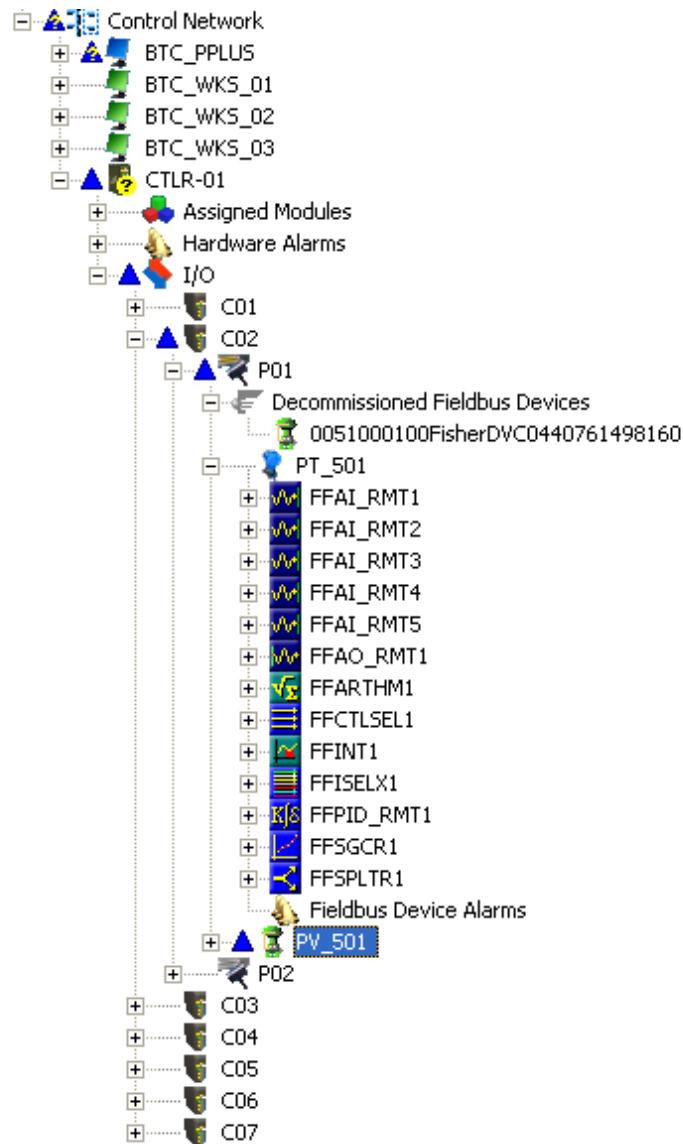 Control Network
BTC_PPLUS
BTC_WKS_01
BTC_WKS_02
BTC_WKS_03
CTLR-01
Assigned Modules
Hardware Alarms
I/O
C01
C02
P01
Decommissioned Fieldbus Devices
0051000100FisherDVC0440761498160
PT_501
FFAI_RMT1
FFAI_RMT2
FFAI_RMT3
FFAI_RMT4
FFAI_RMT5
FFAO_RMT1
FFARTHM1
FFCTLSEL1
FFINT1
FFISELX1
FFPID_RMT1
FFSGCR1
FFSPLTR1
Fieldbus Device Alarms
PV_501
P02
C03
C04
C05
C06
C07